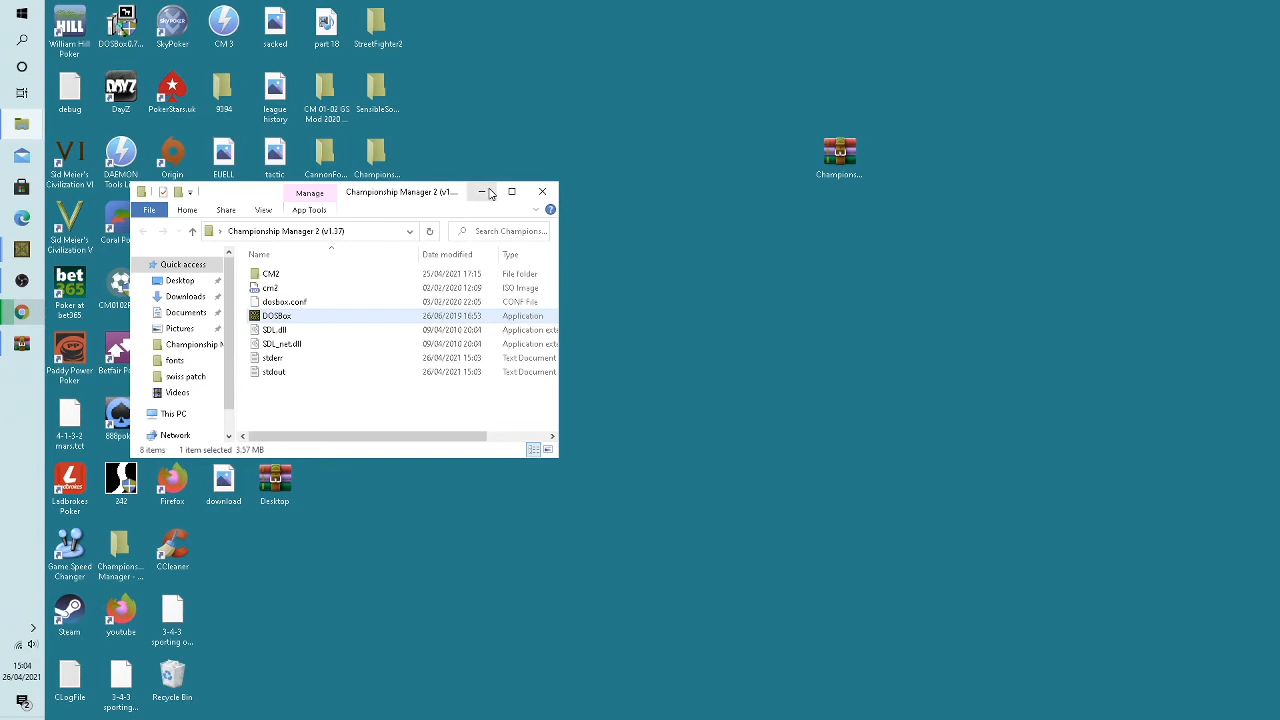 William Hill
Poker
DOSBox0.7...
SkyPoker
CM 3
sacked
part 18
StreetFighter2
debug
DayZ
PokerStars.uk
9394
league
history
CM 01-02 GS
Mod 2020 ...
SensibleSo...
Sid Meier's
Civilization VI
DAEMON
Tools Li...
Origin
EUELL
tactic
CannonFo...
Champions...
Champions...
Manage
Championship Manager 2 (v1....
File
Home
Share
View
App Tools
Championship Manager 2 (v1.37)
Search Champions...
Name
Date modified
Type
Quick access
Desktop
Downloads
Documents
Pictures
Championship M
fonts
swiss patch
Videos
This PC
Network
CM2 25/04/2021 17:15 File folder
cm2 02/02/2020 12:09 ISO Image
dosbox.conf 03/02/2020 22:05 CONF File
DOSBox 26/06/2019 16:53 Application
SDL.dll 09/04/2010 20:04 Application exte
SDL_net.dll 09/04/2010 20:04 Application exte
stderr 26/04/2021 15:03 Text Document
stdout 26/04/2021 15:03 Text Document
8 items 1 item selected 3.57 MB
Sid Meier's
Civilization V
Coral Po
bet
365
Poker at
bet365
CM0102P
Paddy Power
Poker
Betfair P
4-1-3-2
mars.tct
888pok
Ladbrokes
Poker
242
Firefox
download
Desktop
Game Speed
Changer
Champions...
Manager - ...
CCleaner
Steam
youtube
3-4-3
sporting o...
CLogFile
3-4-3
sporting...
Recycle Bin
15:04
26/04/2021
2